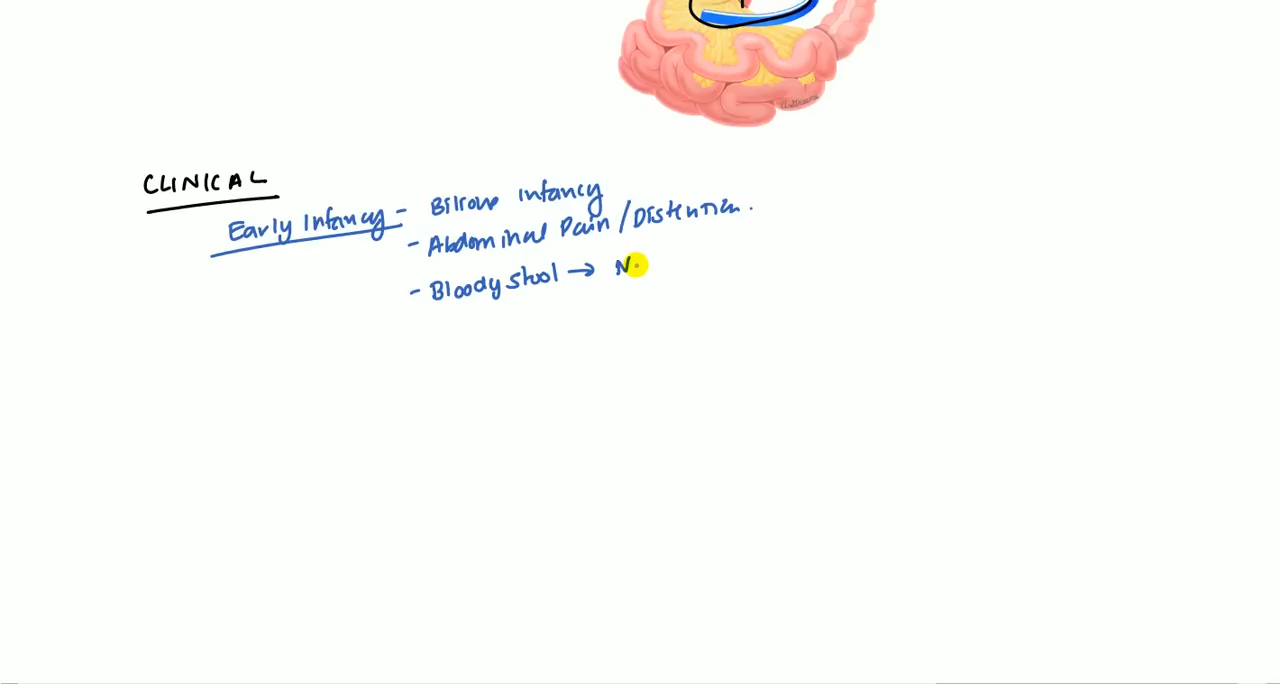 CLINICAL
Early Infancy - Bilious Infancy
- Abdominal Pain / Distention.
- Bloody stool → N